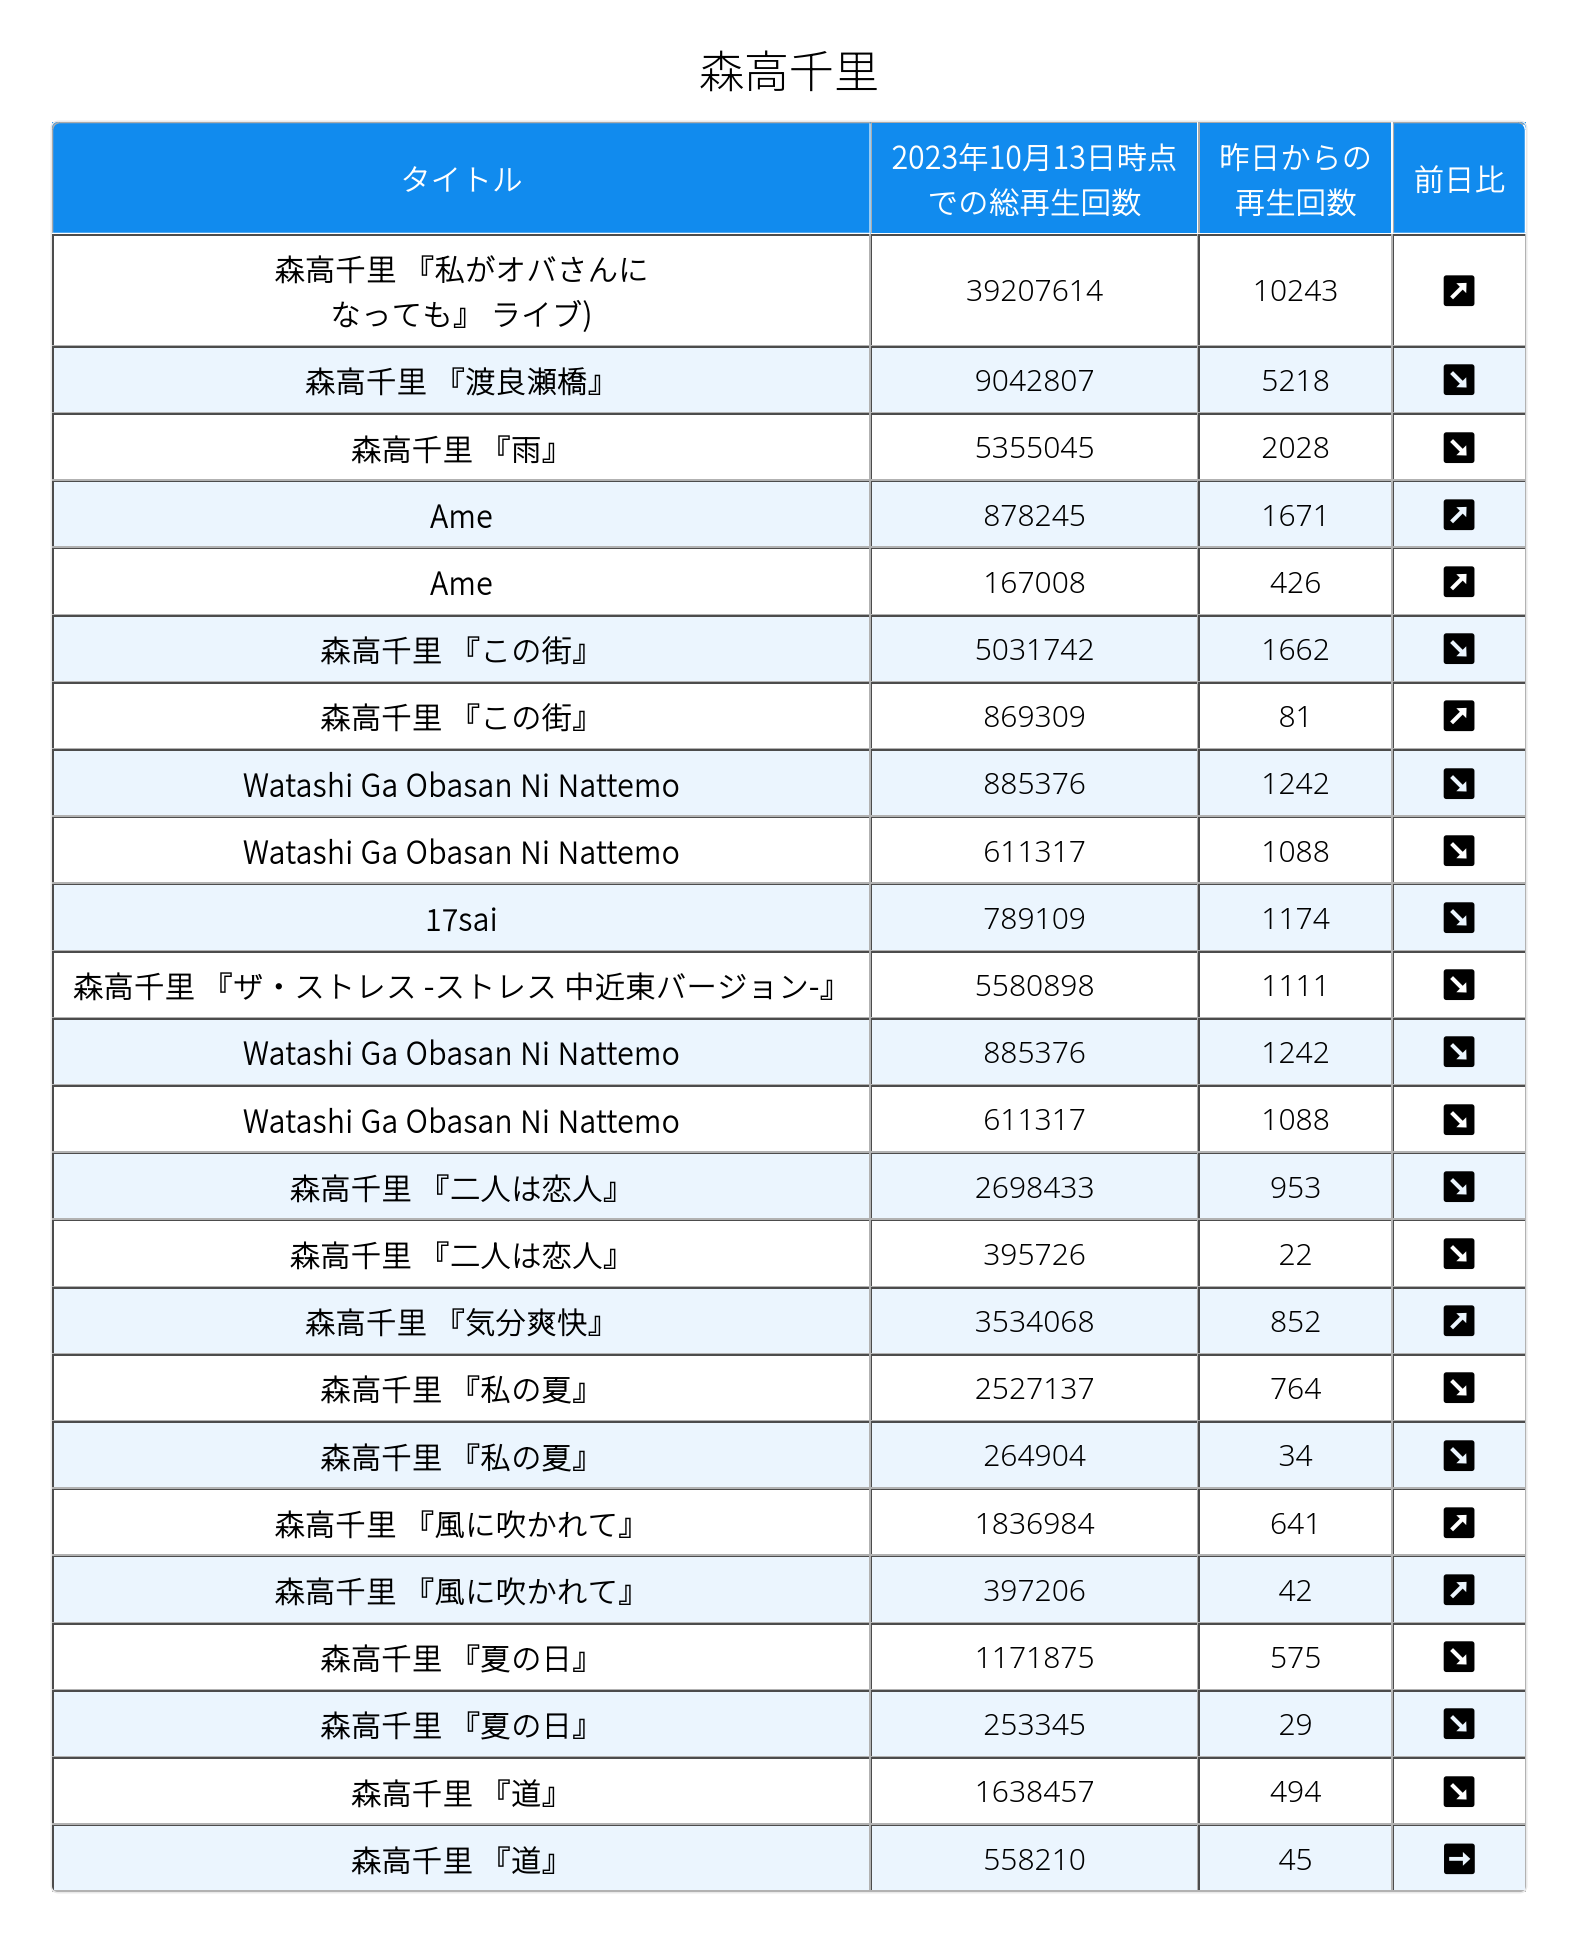 森高千里
タイトル
2023年10月13日時点
での総再生回数
昨日からの
再生回数
前日比
森高千里 『私がオバさんに
なっても』 ライブ)
39207614
10243
森高千里 『渡良瀬橋』
9042807
5218
森高千里 『雨』
5355045
2028
Ame
878245
1671
Ame
167008
426
森高千里 『この街』
5031742
1662
森高千里 『この街』
869309
81
Watashi Ga Obasan Ni Nattemo
885376
1242
Watashi Ga Obasan Ni Nattemo
611317
1088
17sai
789109
1174
森高千里 『ザ・ストレス -ストレス 中近東バージョン-』
5580898
1111
Watashi Ga Obasan Ni Nattemo
885376
1242
Watashi Ga Obasan Ni Nattemo
611317
1088
森高千里 『二人は恋人』
2698433
953
森高千里 『二人は恋人』
395726
22
森高千里 『気分爽快』
3534068
852
森高千里 『私の夏』
2527137
764
森高千里 『私の夏』
264904
34
森高千里 『風に吹かれて』
1836984
641
森高千里 『風に吹かれて』
397206
42
森高千里 『夏の日』
1171875
575
森高千里 『夏の日』
253345
29
森高千里 『道』
1638457
494
森高千里 『道』
558210
45